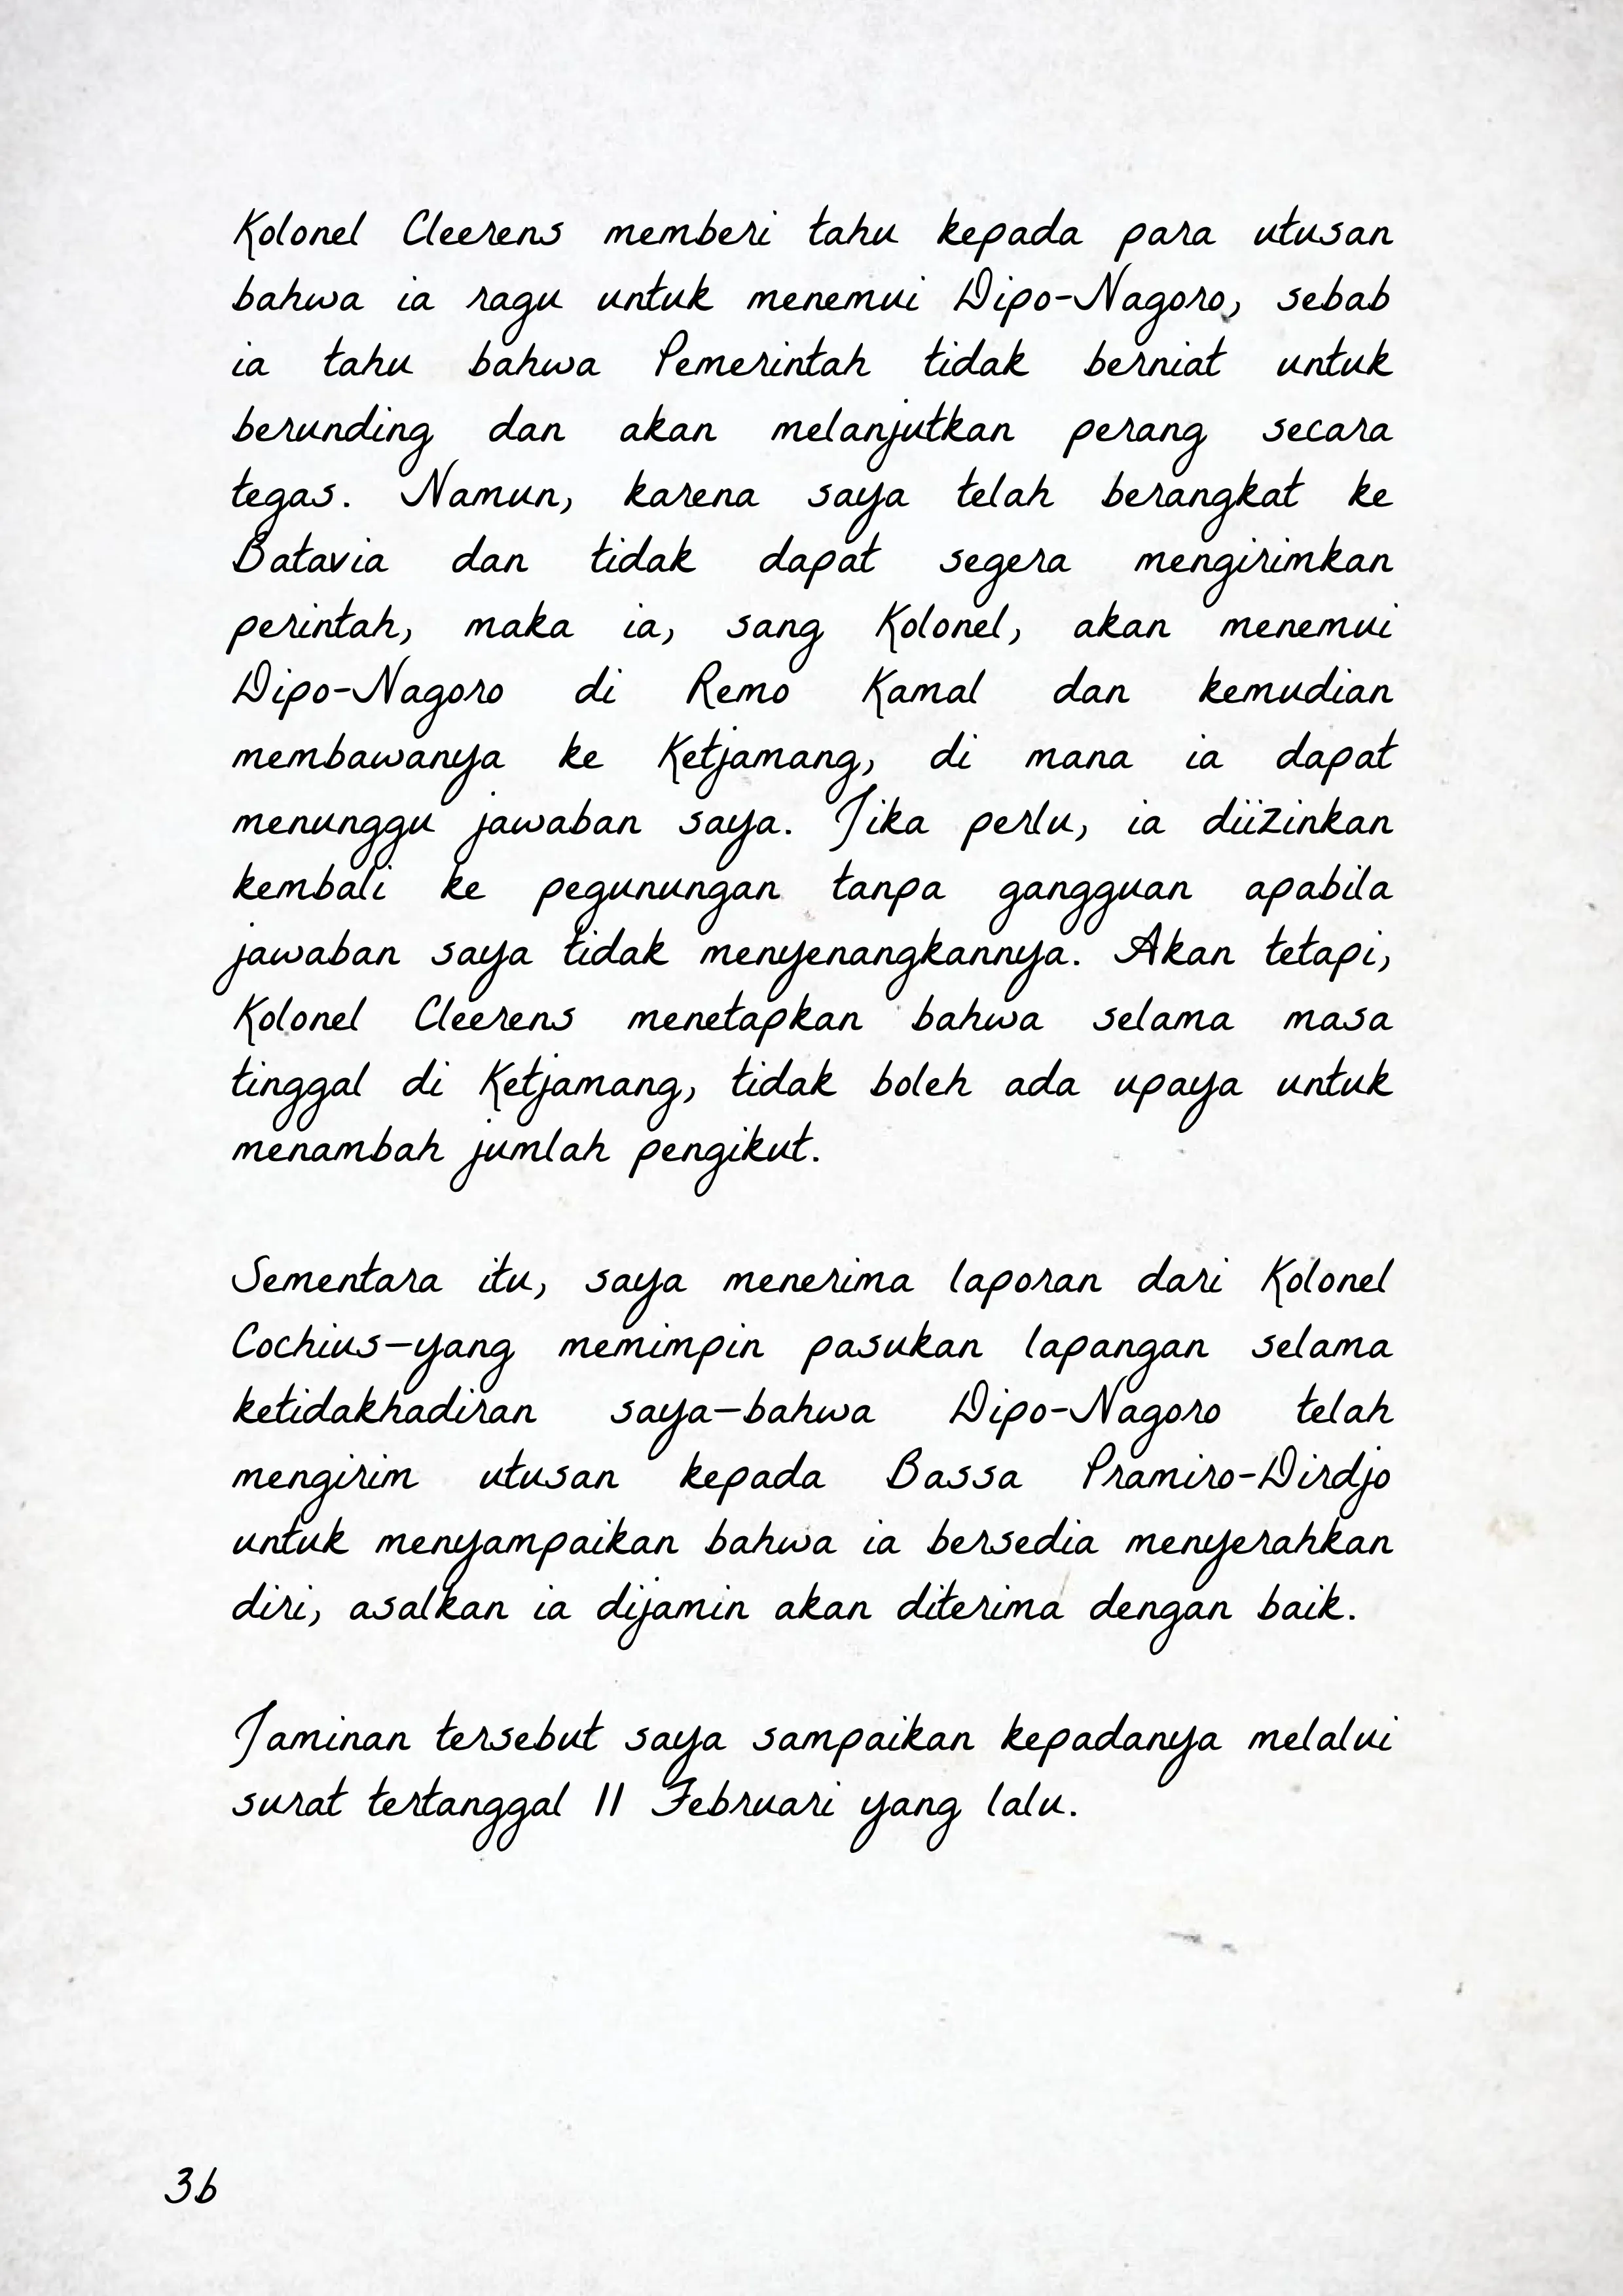 Kolonel Cleerens memberi tahu kepada para utusan
bahwa ia ragu untuk menemui Dipo-Nagoro, sebab
ia tahu bahwa Pemerintah tidak berniat untuk
berunding dan akan melanjutkan perang secara
tegas. Namun, karena saya telah berangkat ke
Batavia dan tidak dapat segera mengirimkan
perintah, maka ia, sang Kolonel, akan menemui
Dipo-Nagoro di Remo Kamal dan kemudian
membawanya ke Ketjamang, di mana ia dapat
menunggu jawaban saya. Jika perlu, ia diizinkan
kembali ke pegunungan tanpa gangguan apabila
jawaban saya tidak menyenangkannya. Akan tetapi,
Kolonel Cleerens menetapkan bahwa selama masa
tinggal di Ketjamang, tidak boleh ada upaya untuk
menambah jumlah pengikut.
Sementara itu, saya menerima laporan dari Kolonel
Cochius—yang memimpin pasukan lapangan selama
ketidakhadiran saya—bahwa Dipo-Nagoro telah
mengirim utusan kepada Bassa Pramiro-Dirdjo
untuk menyampaikan bahwa ia bersedia menyerahkan
diri, asalkan ia dijamin akan diterima dengan baik.
Jaminan tersebut saya sampaikan kepadanya melalui
surat tertanggal 11 Februari yang lalu.
36